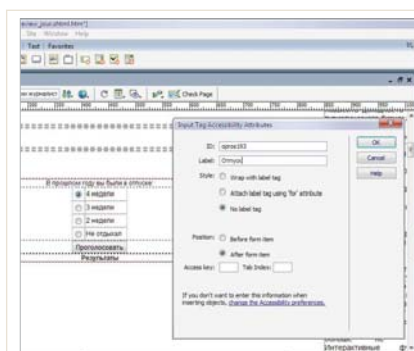 Site Window Help
Text Favorites
Check Page
В прошлом году вы были в отпуске
4 недели
3 недели
2 недели
Не отдыхал
Проголосовать
Результаты
Input Tag Accessibility Attributes
ID: opros193
Label: Отпуск
Style: Wrap with label tag
Attach label tag using 'for' attribute
No label tag
Position: Before form item
After form item
Access key: Tab Index:
If you don't want to enter this information when
inserting objects, change the Accessibility preferences.
OK
Cancel
Help
Интерактивные